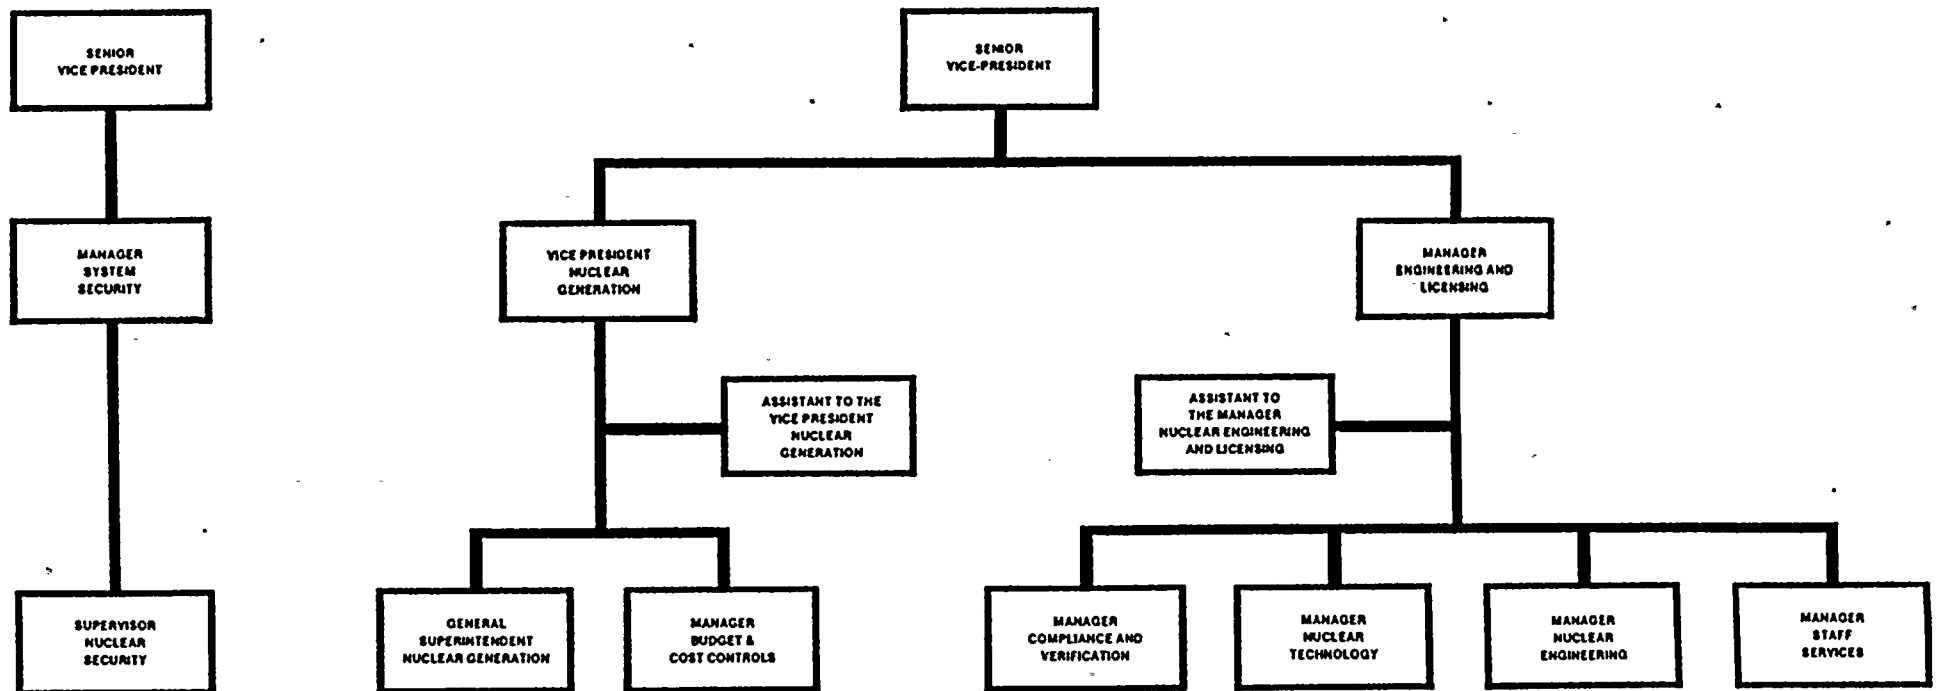 SENIOR
VICE PRESIDENT
SENIOR
VICE-PRESIDENT
MANAGER
SYSTEM
SECURITY
VICE PRESIDENT
NUCLEAR
GENERATION
MANAGER
ENGINEERING AND
LICENSING
ASSISTANT TO THE
VICE PRESIDENT
NUCLEAR
GENERATION
ASSISTANT TO
THE MANAGER
NUCLEAR ENGINEERING
AND LICENSING
SUPERVISOR
NUCLEAR
SECURITY
GENERAL
SUPERINTENDENT
NUCLEAR GENERATION
MANAGER
BUDGET &
COST CONTROLS
MANAGER
COMPLIANCE AND
VERIFICATION
MANAGER
NUCLEAR
TECHNOLOGY
MANAGER
NUCLEAR
ENGINEERING
MANAGER
STAFF
SERVICES